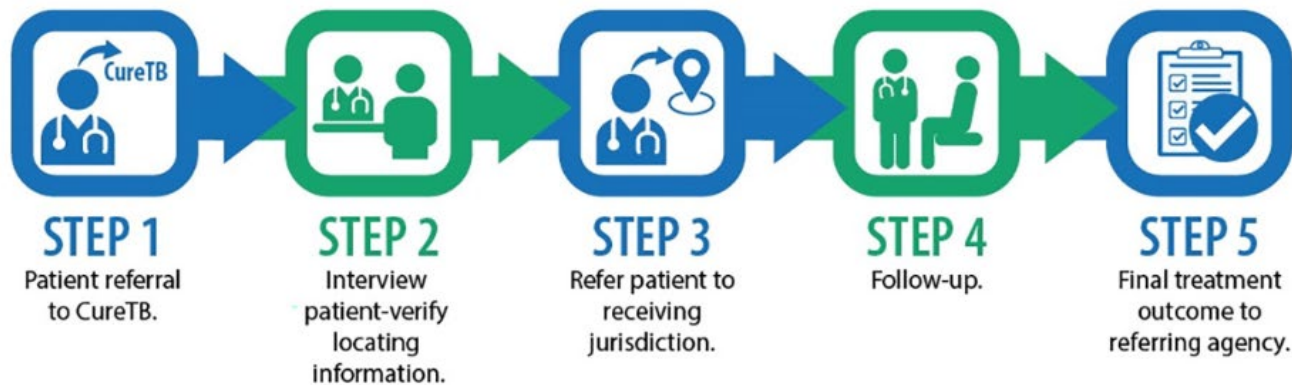 CureTB
STEP 1
Patient referral
to CureTB.
STEP 2
Interview
patient-verify
locating
information.
STEP 3
Refer patient to
receiving
jurisdiction.
STEP 4
Follow-up.
STEP 5
Final treatment
outcome to
referring agency.